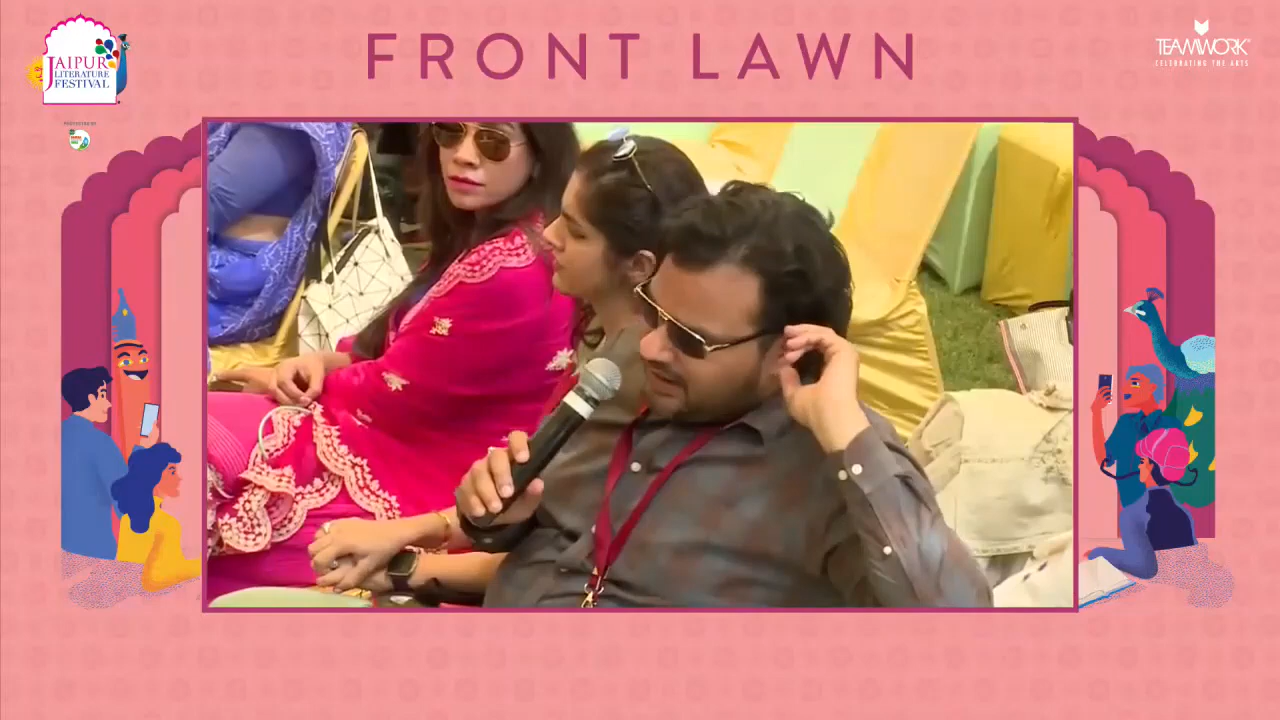 JAIPUR
LITERATURE
FESTIVAL
FRONT LAWN
TEAMWORK
CELEBRATING THE ARTS